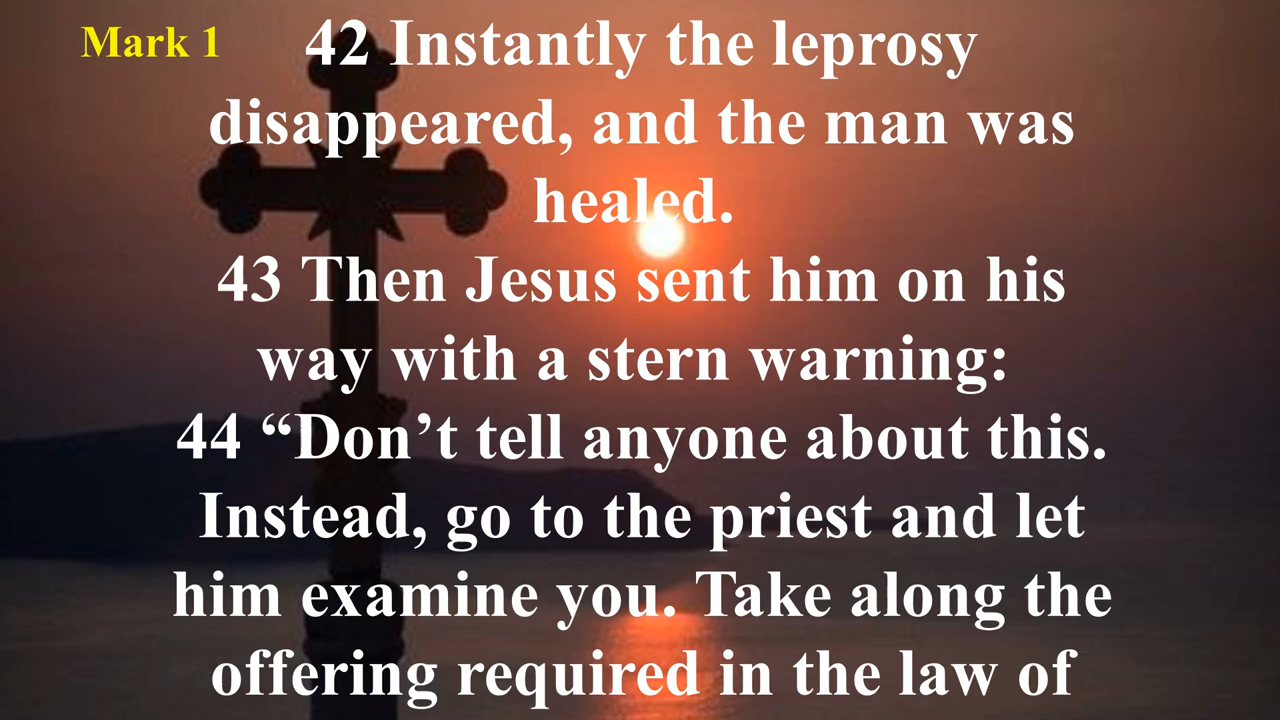 Mark 1
42 Instantly the leprosy
disappeared, and the man was
healed.
43 Then Jesus sent him on his
way with a stern warning:
44 “Don’t tell anyone about this.
Instead, go to the priest and let
him examine you. Take along the
offering required in the law of